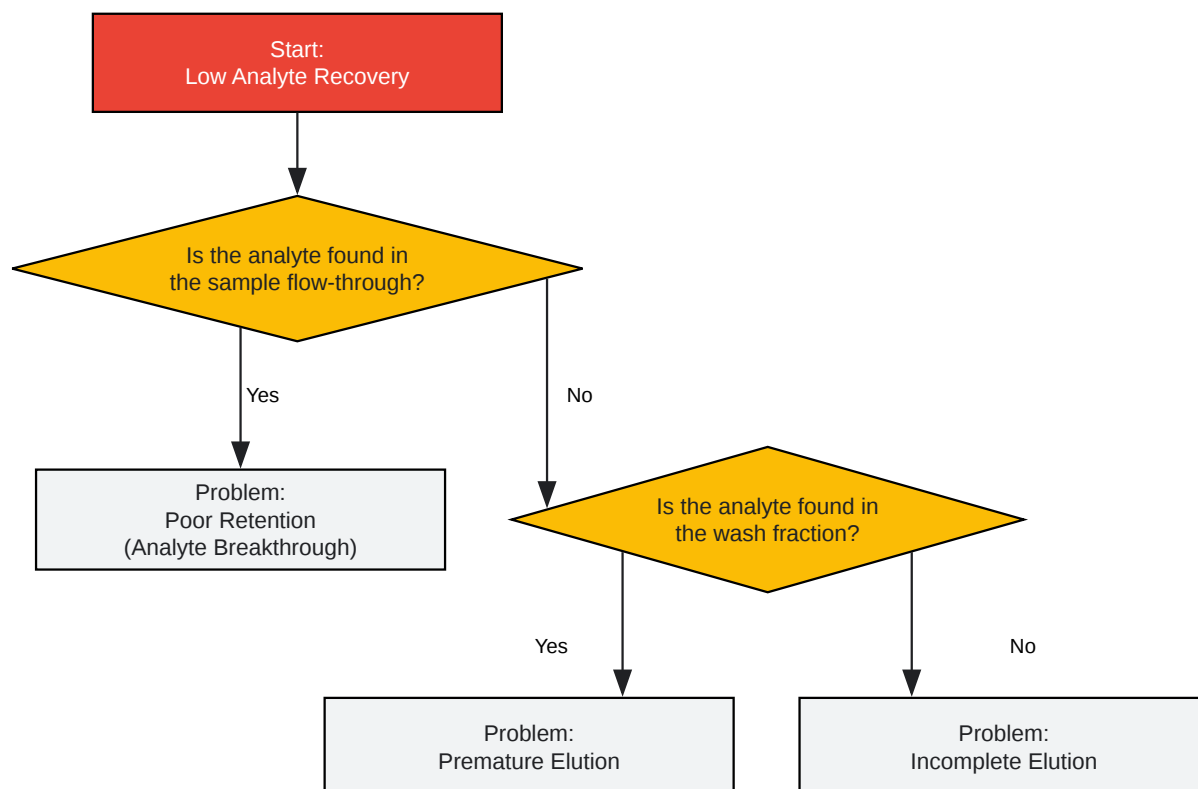 Start:
Low Analyte Recovery
Is the analyte found in
the sample flow-through?
Yes
No
Problem:
Poor Retention
(Analyte Breakthrough)
Is the analyte found in
the wash fraction?
Yes
No
Problem:
Premature Elution
Problem:
Incomplete Elution